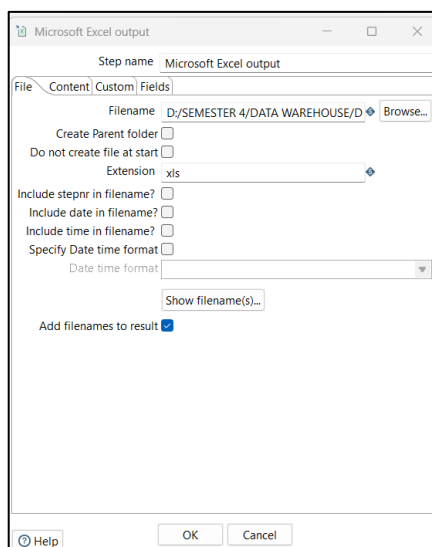 Microsoft Excel output
Step name Microsoft Excel output
File Content Custom Fields
Filename D:/SEMESTER 4/DATA WAREHOUSE/D Browse...
Create Parent folder
Do not create file at start
Extension xls
Include stepnr in filename?
Include date in filename?
Include time in filename?
Specify Date time format
Date time format
Show filename(s)...
Add filenames to result
Help OK Cancel